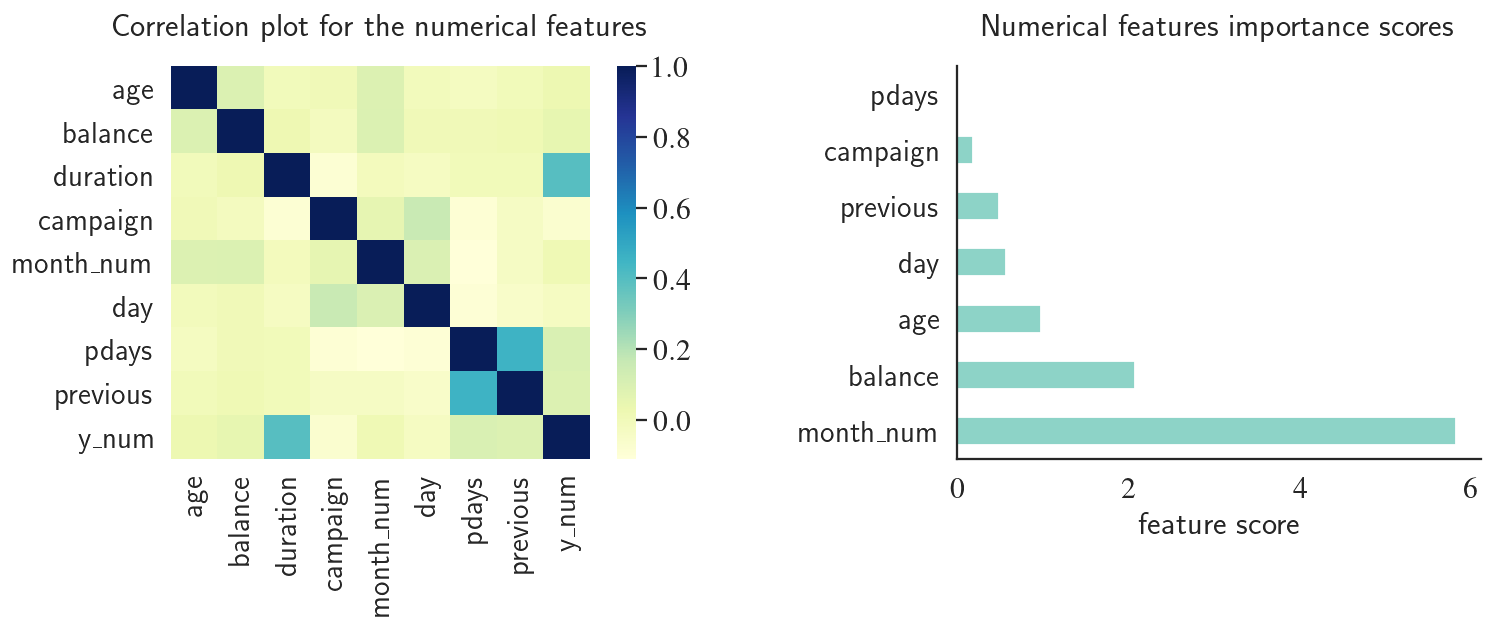 Correlation plot for the numerical features
age
balance
duration
campaign
month_num
day
pdays
previous
y_num
age
balance
duration
campaign
month_num
day
pdays
previous
y_num
1.0
0.8
0.6
0.4
0.2
0.0
Numerical features importance scores
pdays
campaign
previous
day
age
balance
month_num
0
2
4
6
feature score